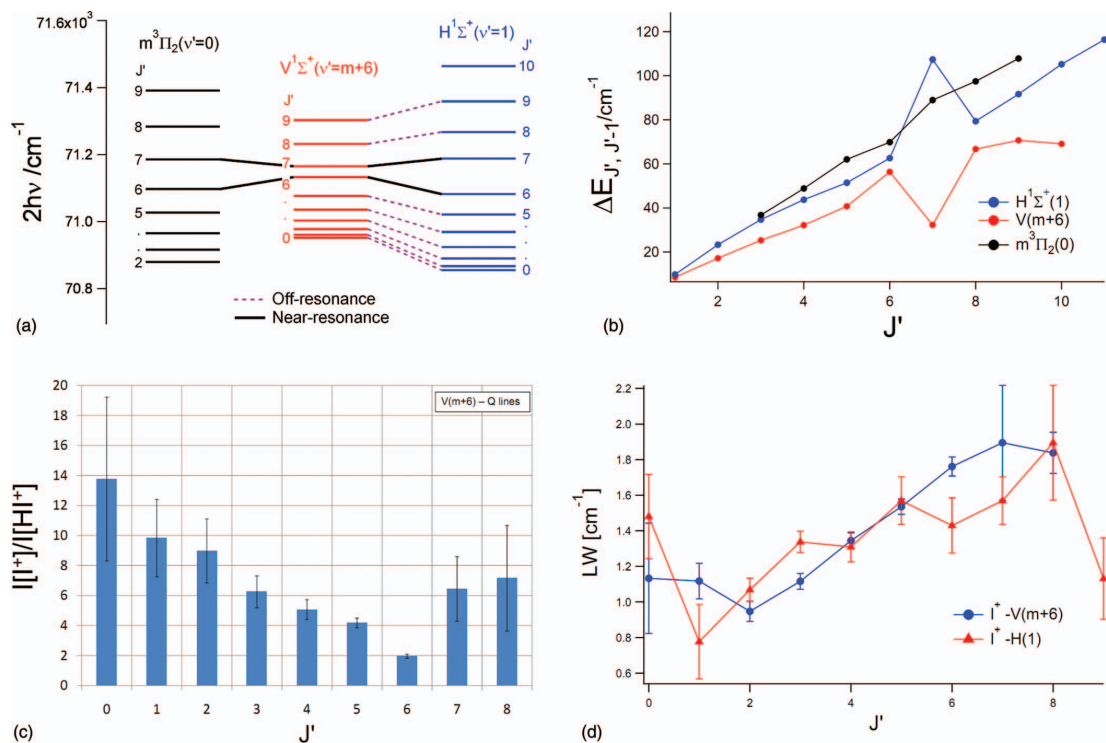 71.6x10³
71.4
71.2
71.0
70.8
2hν /cm⁻¹
m³Π₂(ν'=0)
J'
9
8
7
6
5
.
.
2
V¹Σ⁺(ν'=m+6)
J'
9
8
7
6
.
.
.
0
H¹Σ⁺(ν'=1)
J'
10
9
8
7
6
5
.
.
.
0
Off-resonance
Near-resonance
(a)
120
100
80
60
40
20
ΔE J', J'-1/cm⁻¹
H¹Σ⁺(1)
V(m+6)
m³Π₂(0)
2 4 6 8 10
J'
(b)
20
18
16
14
12
10
8
6
4
2
0
I[I⁺]/I[HI⁺]
V(m+6) – Q lines
0 1 2 3 4 5 6 7 8
J'
(c)
2.2
2.0
1.8
1.6
1.4
1.2
1.0
0.8
0.6
LW [cm⁻¹]
I⁺ -V(m+6)
I⁺ -H(1)
0 2 4 6 8
J'
(d)